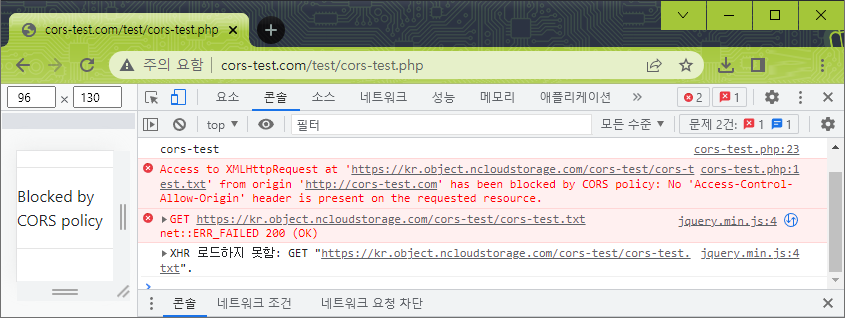 cors-test.com/test/cors-test.php
주의 요함 | cors-test.com/test/cors-test.php
96 × 130
요소 콘솔 소스 네트워크 성능 메모리 애플리케이션 » 2 1
top 필터 모든 수준 문제 2건: 1 1
cors-test cors-test.php:23
Access to XMLHttpRequest at 'https://kr.object.ncloudstorage.com/cors-test/cors-t cors-test.php:1
est.txt' from origin 'http://cors-test.com' has been blocked by CORS policy: No 'Access-Control-
Allow-Origin' header is present on the requested resource.
GET https://kr.object.ncloudstorage.com/cors-test/cors-test.txt jquery.min.js:4
net::ERR_FAILED 200 (OK)
XHR 로드하지 못함: GET "https://kr.object.ncloudstorage.com/cors-test/cors-test. jquery.min.js:4
txt".
Blocked by
CORS policy
콘솔 네트워크 조건 네트워크 요청 차단